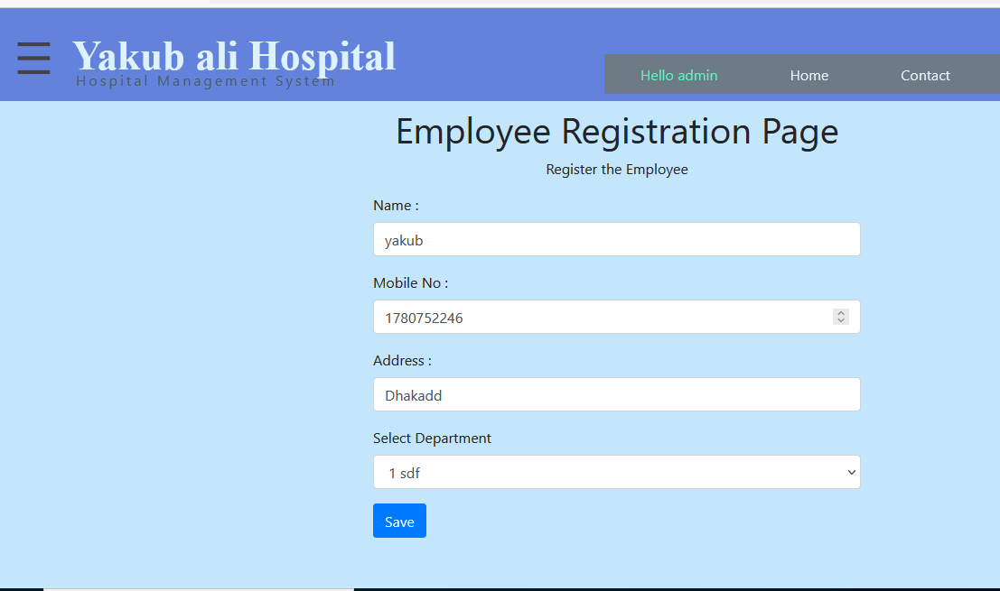 Yakub ali Hospital
Hospital Management System
Hello admin
Home
Contact
Employee Registration Page
Register the Employee
Name :
yakub
Mobile No :
1780752246
Address :
Dhakadd
Select Department
1 sdf
Save